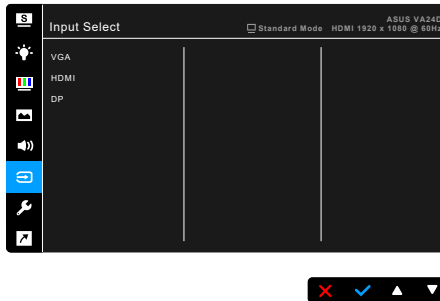 S
Input Select
ASUS VA24D
Standard Mode HDMI 1920 x 1080 @ 60Hz
VGA
HDMI
DP